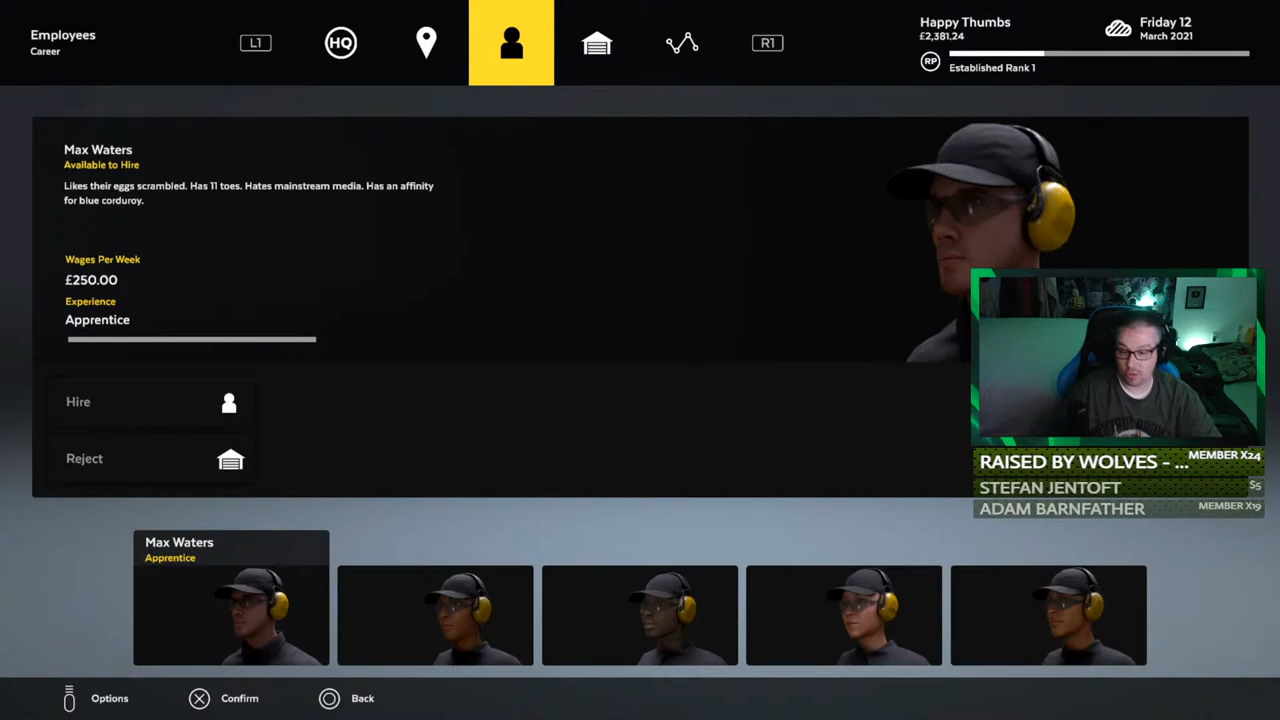 Employees
Career
L1
HQ
R1
Happy Thumbs
£2,381.24
RP
Established Rank 1
Friday 12
March 2021
Max Waters
Available to Hire
Likes their eggs scrambled. Has 11 toes. Hates mainstream media. Has an affinity
for blue corduroy.
Wages Per Week
£250.00
Experience
Apprentice
Hire
Reject
RAISED BY WOLVES - ... MEMBER X24
STEFAN JENTOFT $5
ADAM BARNFATHER MEMBER X19
Max Waters
Apprentice
Options
Confirm
Back